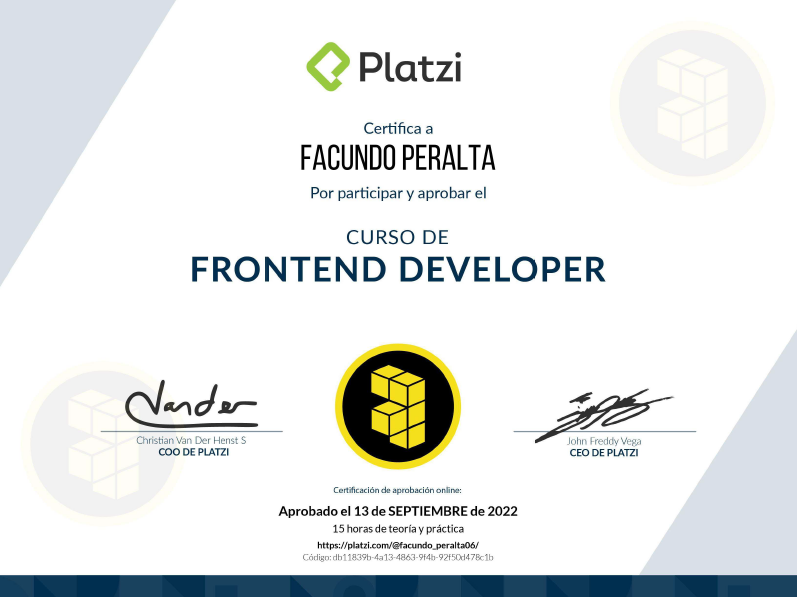 Platzi
Certifica a
FACUNDO PERALTA
Por participar y aprobar el
CURSO DE
FRONTEND DEVELOPER
Vander
Christian Van Der Henst S
COO DE PLATZI
John Freddy Vega
CEO DE PLATZI
Certificación de aprobación online:
Aprobado el 13 de SEPTIEMBRE de 2022
15 horas de teoría y práctica
https://platzi.com/@facundo_peralta06/
Código: db11839b-4a13-4863-9f4b-92f50d478c1b